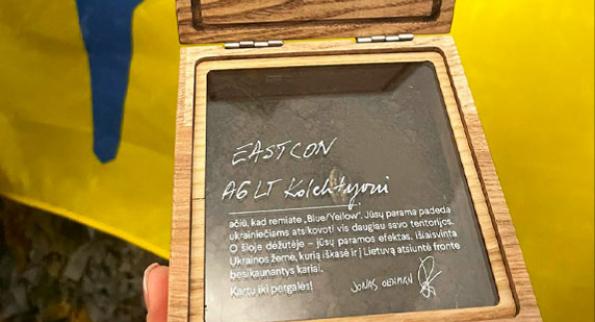 EASTCON
AG LT Kolektyvui
ačiū, kad remiate „Blue/Yellow". Jūsų parama padeda
ukrainiečiams atsikovoti vis daugiau savo teritorijos.
O šioje dėžutėje – jūsų paramos efektas. Išlaisvinta
Ukrainos žemė, kurią iškasė ir į Lietuvą atsiuntė fronte
besikaunantys kariai.
Kartu iki pergalės!
JONAS OHMAN